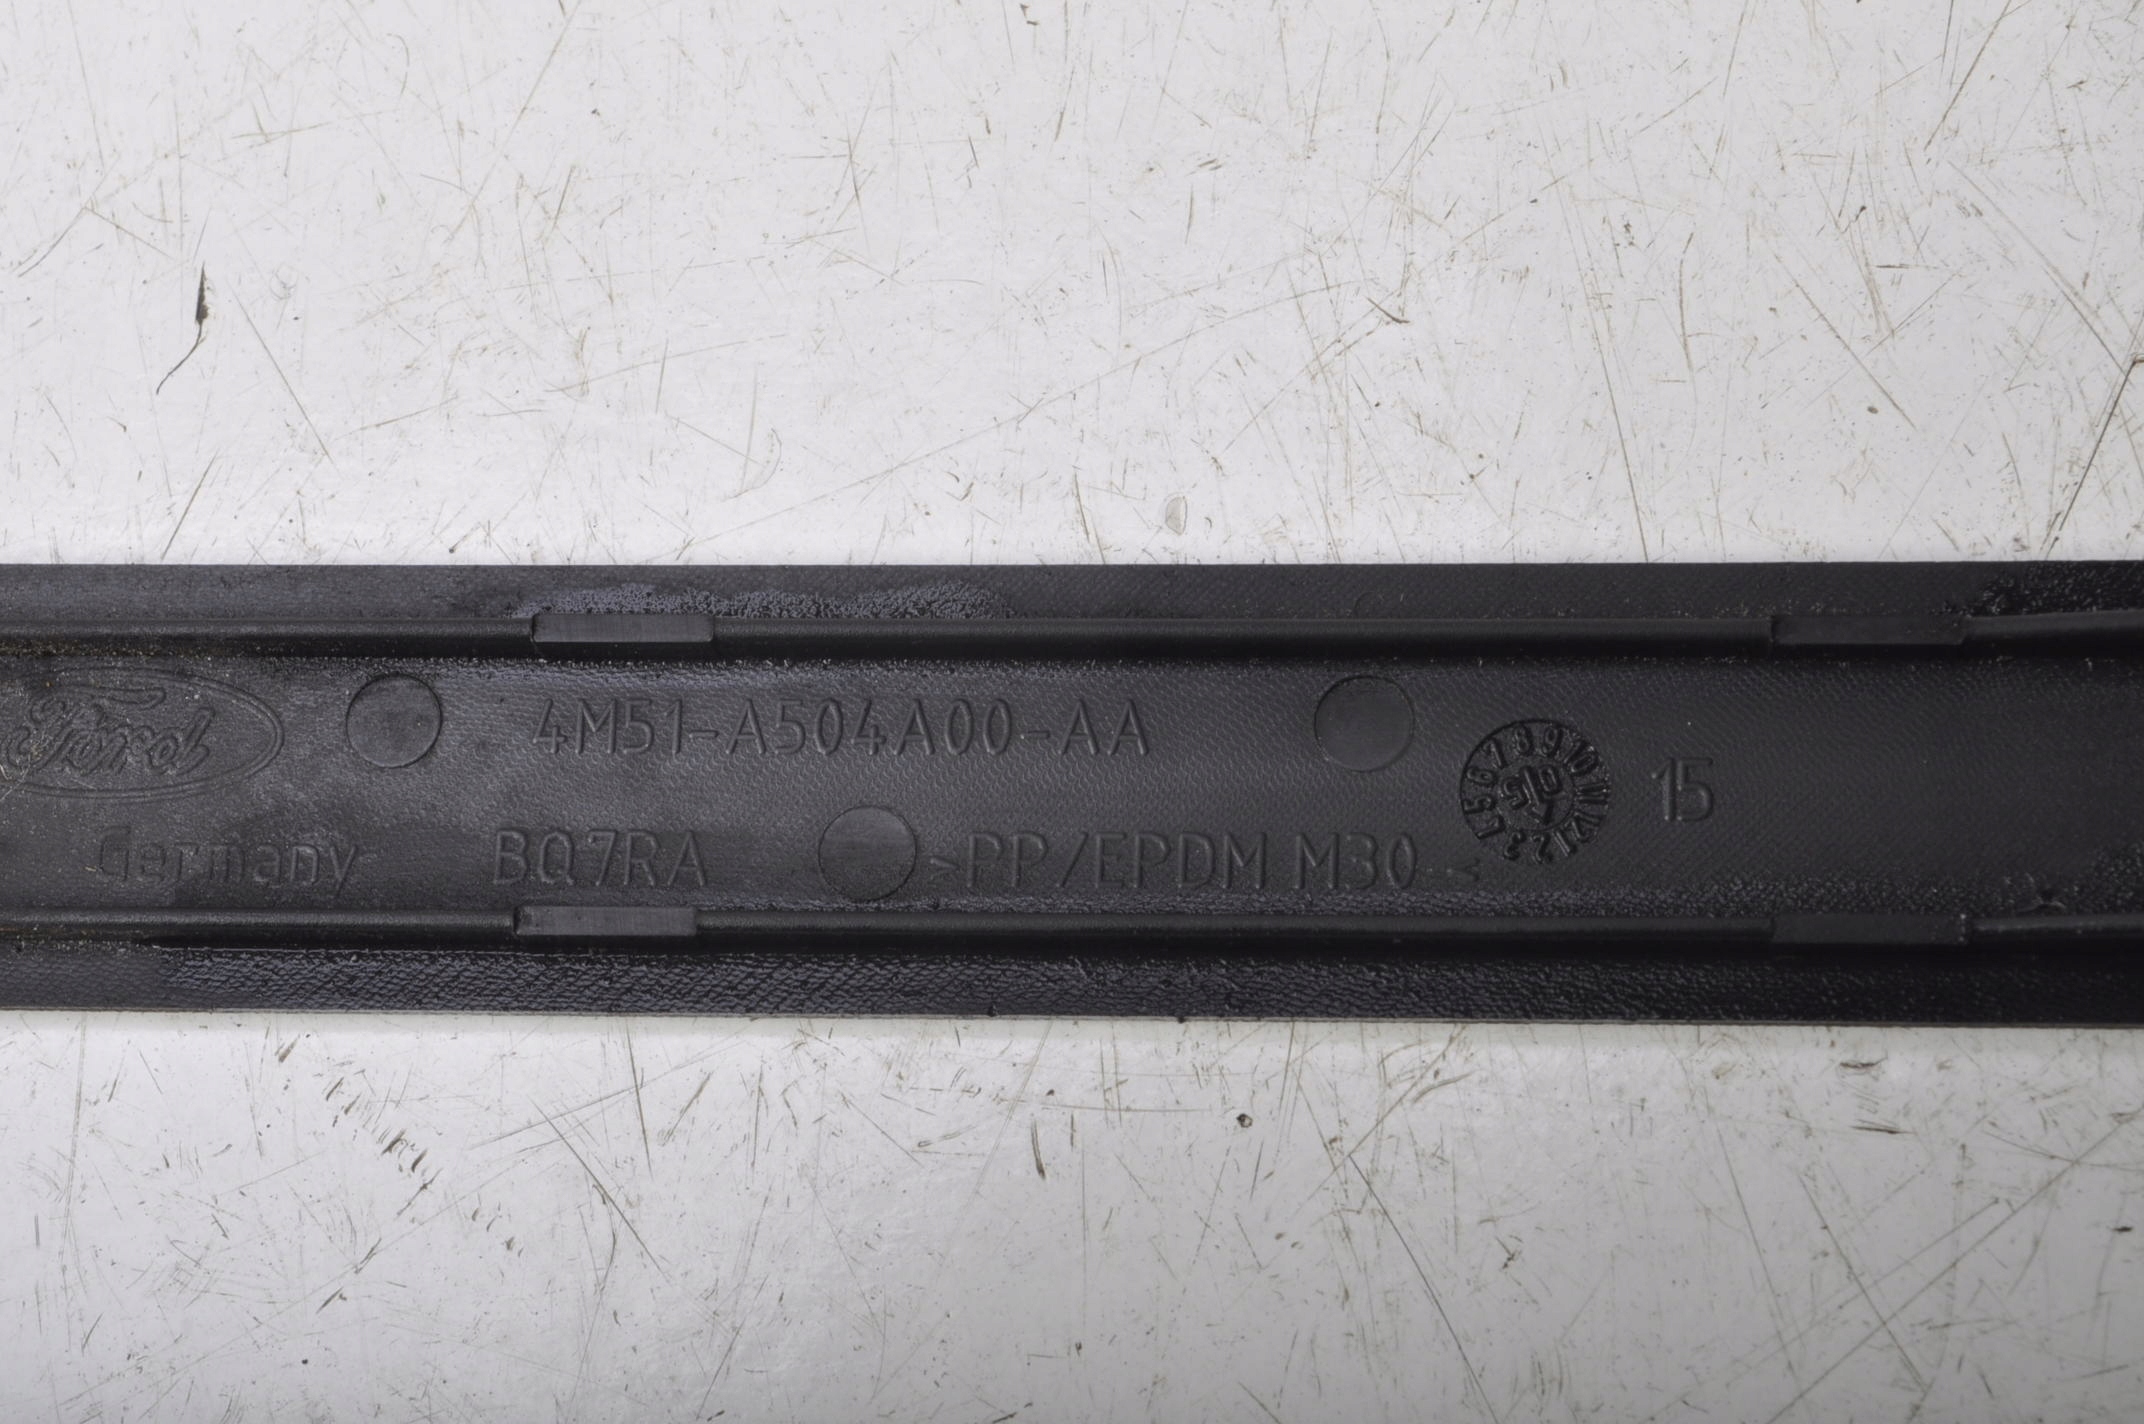 Ford
4M51-A504A00-AA
15
Germany BQ7RA >PP/EPDM M30<